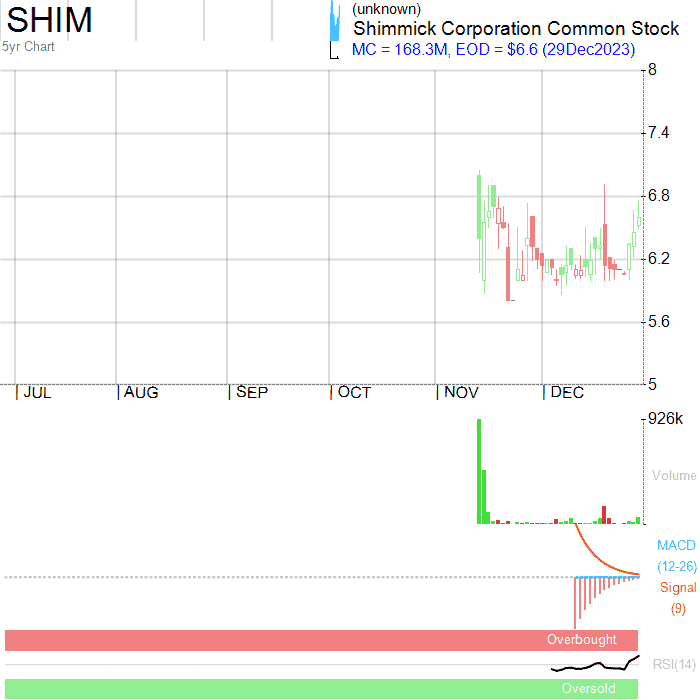 SHIM
(unknown)
Shimmick Corporation Common Stock
5yr Chart
MC = 168.3M, EOD = $6.6 (29Dec2023)
8
7.4
6.8
6.2
5.6
5
JUL AUG SEP OCT NOV DEC
926k
Volume
MACD
(12-26)
Signal
(9)
Overbought
RSI(14)
Oversold